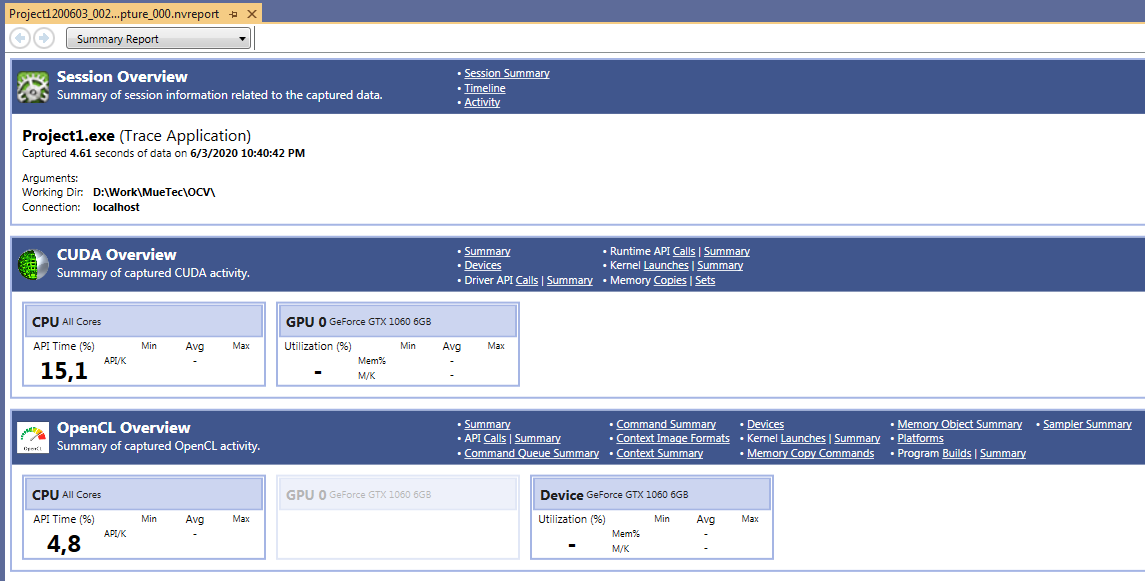 Project1200603_002...pture_000.nvreport
Summary Report
Session Overview
Summary of session information related to the captured data.
• Session Summary
• Timeline
• Activity
Project1.exe (Trace Application)
Captured 4.61 seconds of data on 6/3/2020 10:40:42 PM
Arguments:
Working Dir: D:\Work\MueTec\OCV\
Connection: localhost
CUDA Overview
Summary of captured CUDA activity.
• Summary
• Devices
• Driver API Calls | Summary
• Runtime API Calls | Summary
• Kernel Launches | Summary
• Memory Copies | Sets
CPU All Cores
API Time (%) Min Avg Max
15,1 API/K -
GPU 0 GeForce GTX 1060 6GB
Utilization (%) Min Avg Max
- Mem% -
M/K -
OpenCL Overview
Summary of captured OpenCL activity.
OpenCL
• Summary
• API Calls | Summary
• Command Queue Summary
• Command Summary
• Context Image Formats
• Context Summary
• Devices
• Kernel Launches | Summary
• Memory Copy Commands
• Memory Object Summary
• Platforms
• Program Builds | Summary
• Sampler Summary
CPU All Cores
API Time (%) Min Avg Max
4,8 API/K -
GPU 0 GeForce GTX 1060 6GB
Device GeForce GTX 1060 6GB
Utilization (%) Min Avg Max
- Mem% -
M/K -